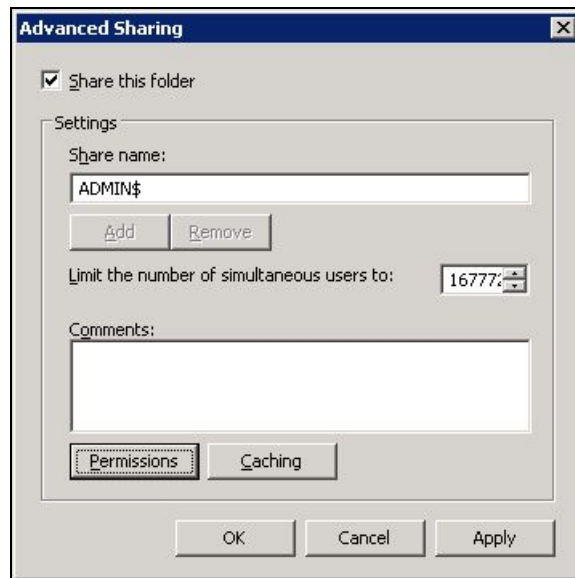 Advanced Sharing
Share this folder
Settings
Share name:
ADMIN$
Add Remove
Limit the number of simultaneous users to: 16777
Comments:
Permissions Caching
OK Cancel Apply